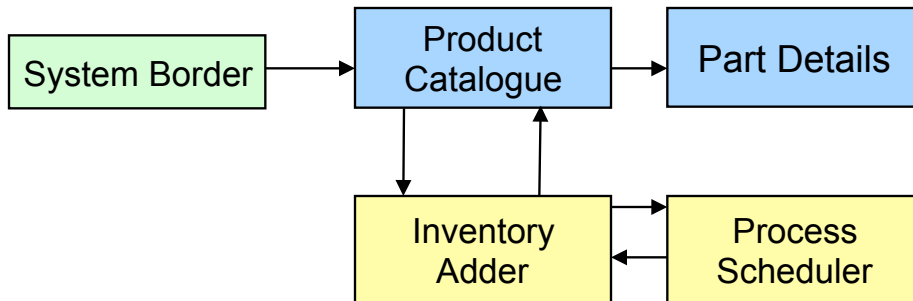 System Border
Product
Catalogue
Part Details
Inventory
Adder
Process
Scheduler